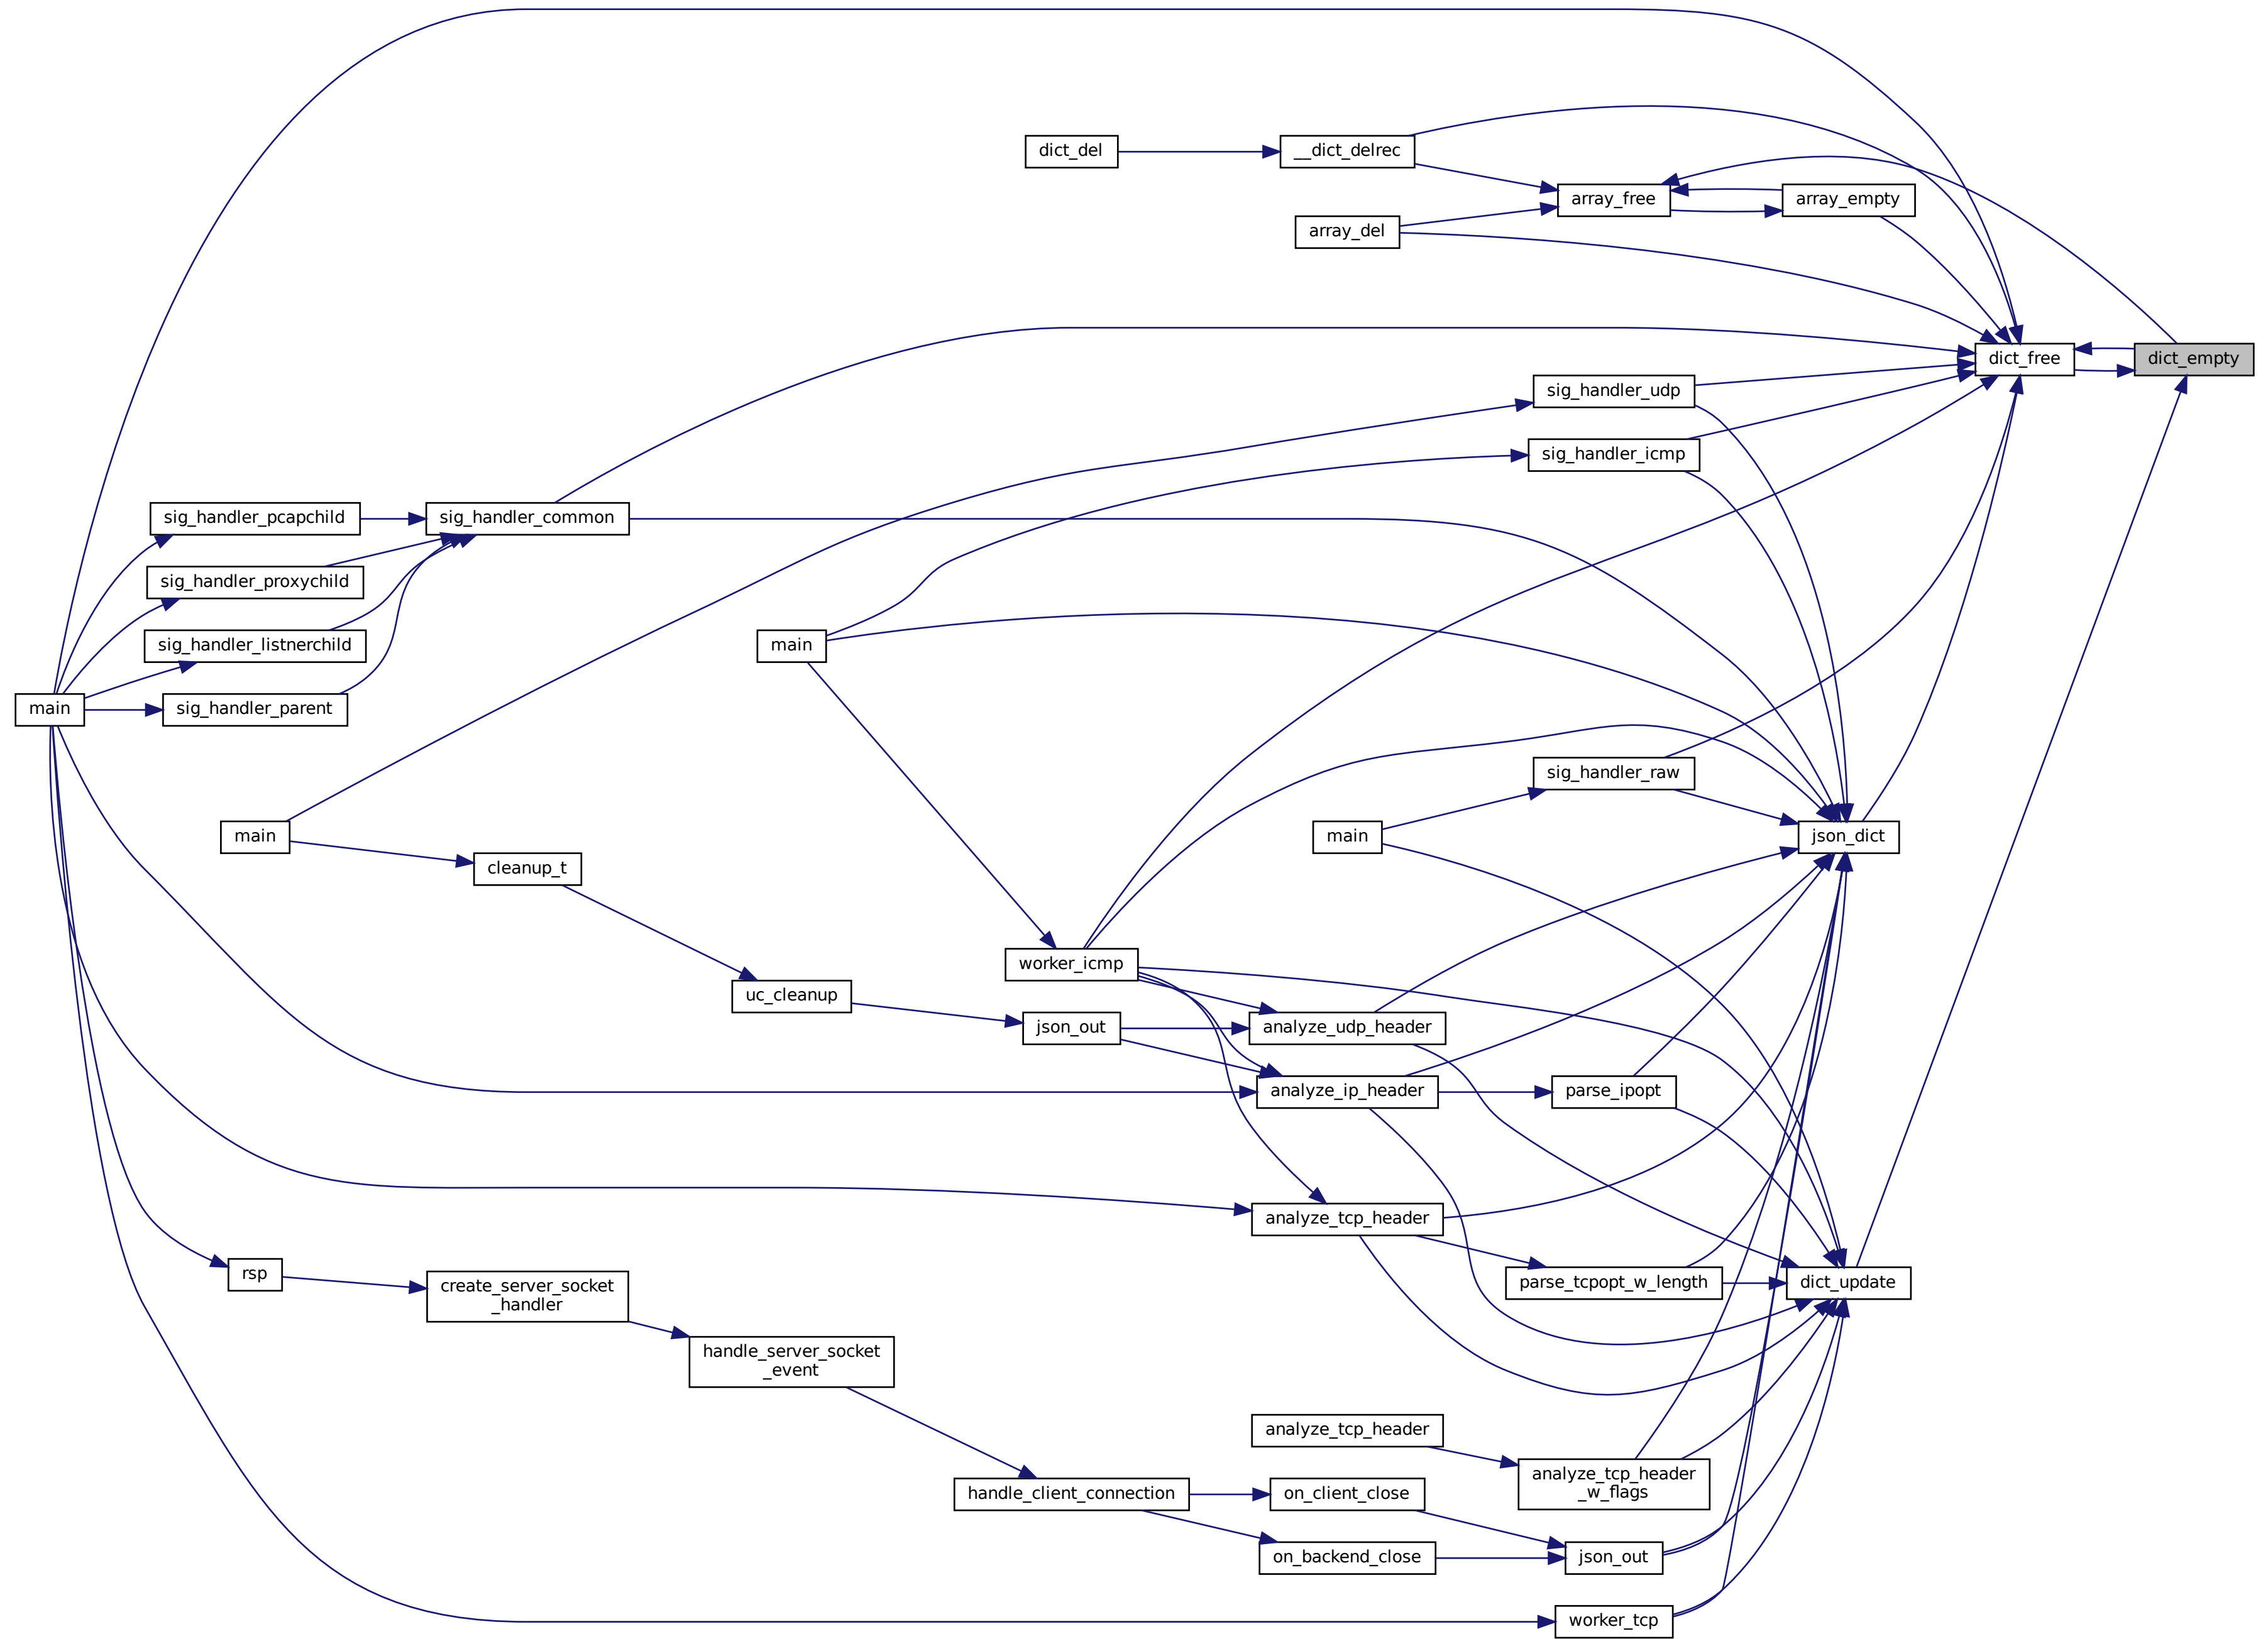 dict_del
__dict_delrec
array_free
array_empty
array_del
dict_free
dict_empty
sig_handler_udp
sig_handler_icmp
sig_handler_pcapchild
sig_handler_common
sig_handler_proxychild
sig_handler_listnerchild
main
main
sig_handler_parent
sig_handler_raw
main
main
json_dict
cleanup_t
worker_icmp
uc_cleanup
json_out
analyze_udp_header
analyze_ip_header
parse_ipopt
analyze_tcp_header
rsp
create_server_socket
_handler
parse_tcpopt_w_length
dict_update
handle_server_socket
_event
analyze_tcp_header
analyze_tcp_header
_w_flags
handle_client_connection
on_client_close
on_backend_close
json_out
worker_tcp